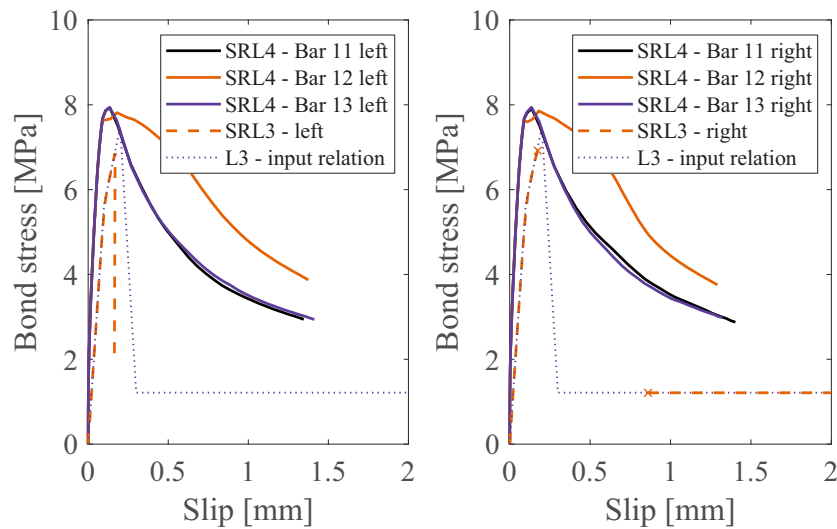 Bond stress [MPa]
10
8
6
4
2
0
SRL4 - Bar 11 left
SRL4 - Bar 12 left
SRL4 - Bar 13 left
SRL3 - left
L3 - input relation
0 0.5 1 1.5 2
Slip [mm]
Bond stress [MPa]
10
8
6
4
2
0
SRL4 - Bar 11 right
SRL4 - Bar 12 right
SRL4 - Bar 13 right
SRL3 - right
L3 - input relation
0 0.5 1 1.5 2
Slip [mm]